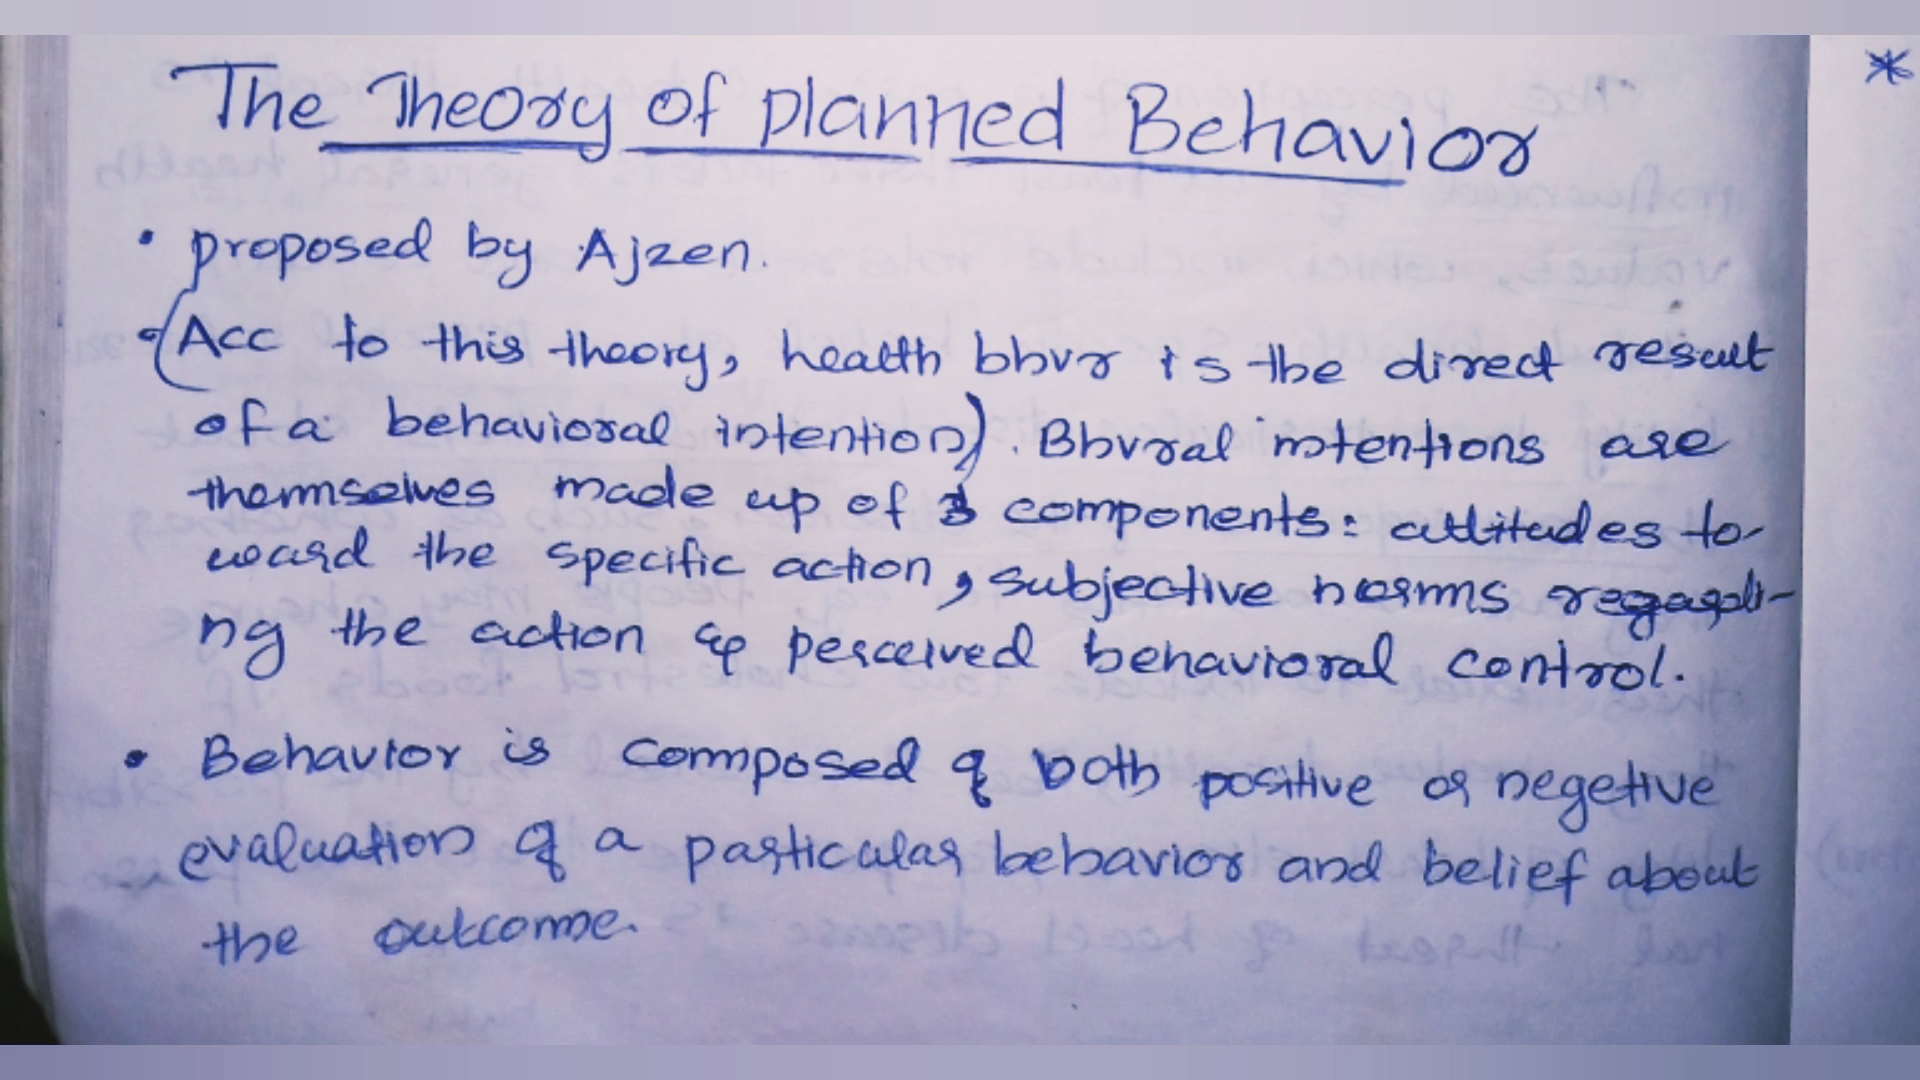 The Theory of planned Behavior
• proposed by Ajzen.
• (Acc to this theory, health bhvr is the direct result
of a behavioral intention). Bhvral intentions are
themselves made up of 3 components: attitudes to-
ward the specific action, subjective norms regardi-
ng the action & perceived behavioral control.
• Behavior is composed of both positive or negetive
evaluation of a particular behavior and belief about
the outcome.
*